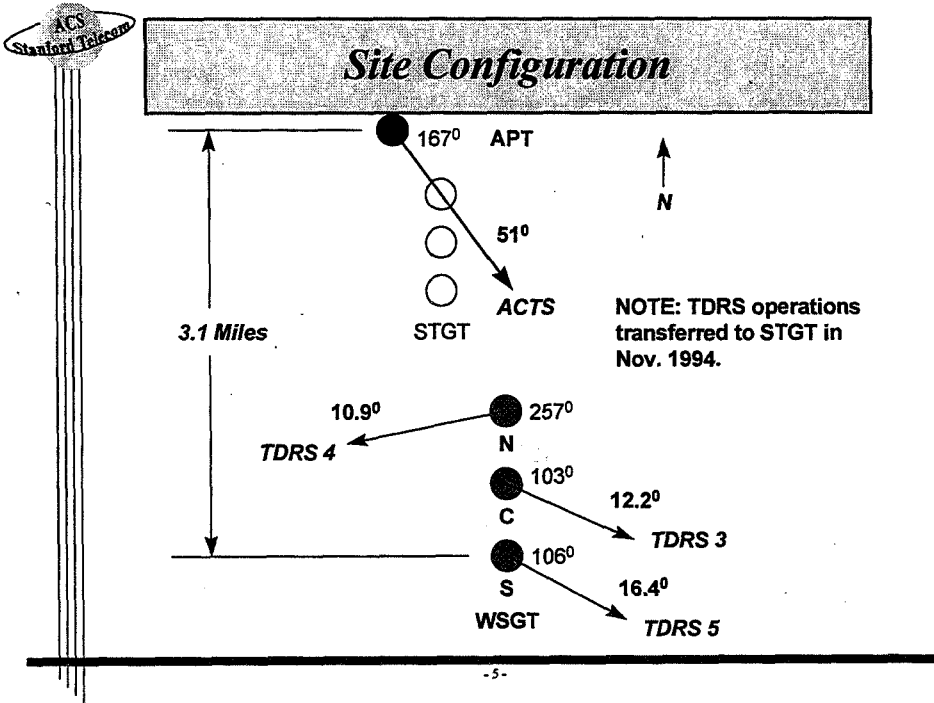 ACS
Stanford Telecom
Site Configuration
167⁰ APT
N
51⁰
ACTS
STGT
3.1 Miles
NOTE: TDRS operations
transferred to STGT in
Nov. 1994.
10.9⁰
257⁰
TDRS 4
N
103⁰
12.2⁰
C
TDRS 3
106⁰
16.4⁰
S
WSGT
TDRS 5
-5-